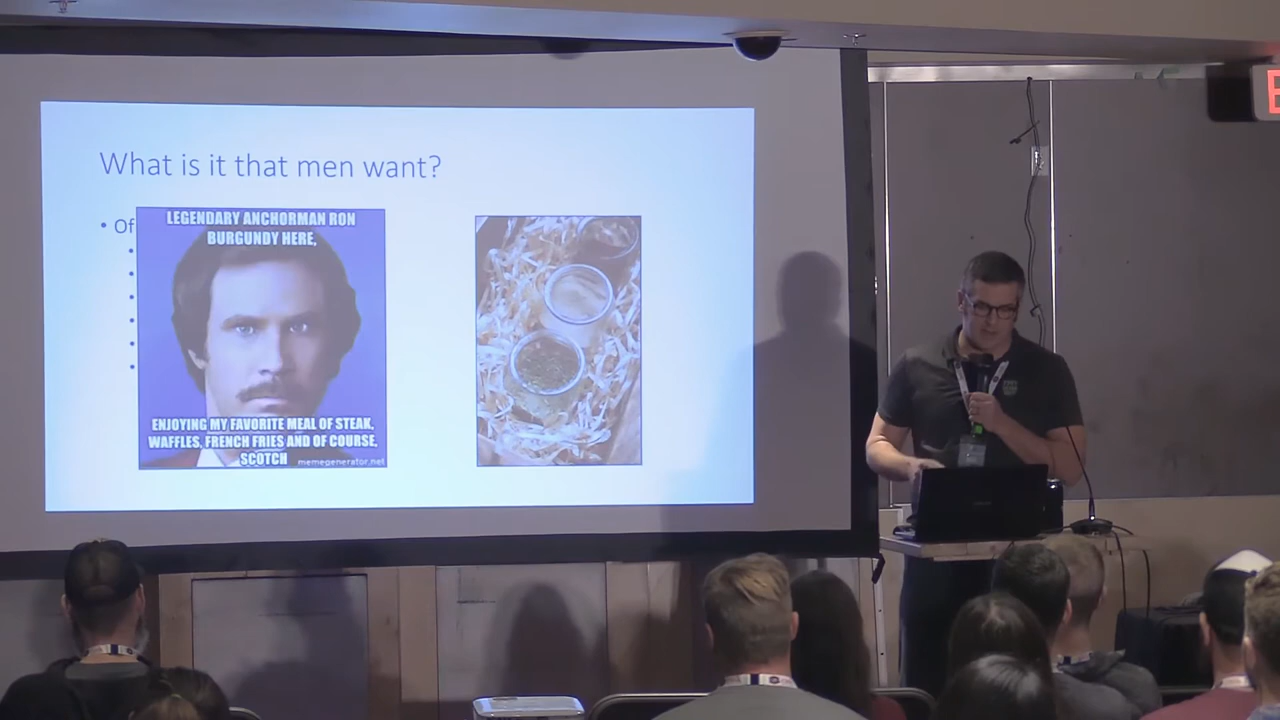 What is it that men want?
• Of
LEGENDARY ANCHORMAN RON
BURGUNDY HERE,
ENJOYING MY FAVORITE MEAL OF STEAK,
WAFFLES, FRENCH FRIES AND OF COURSE,
SCOTCH
memegenerator.net
E